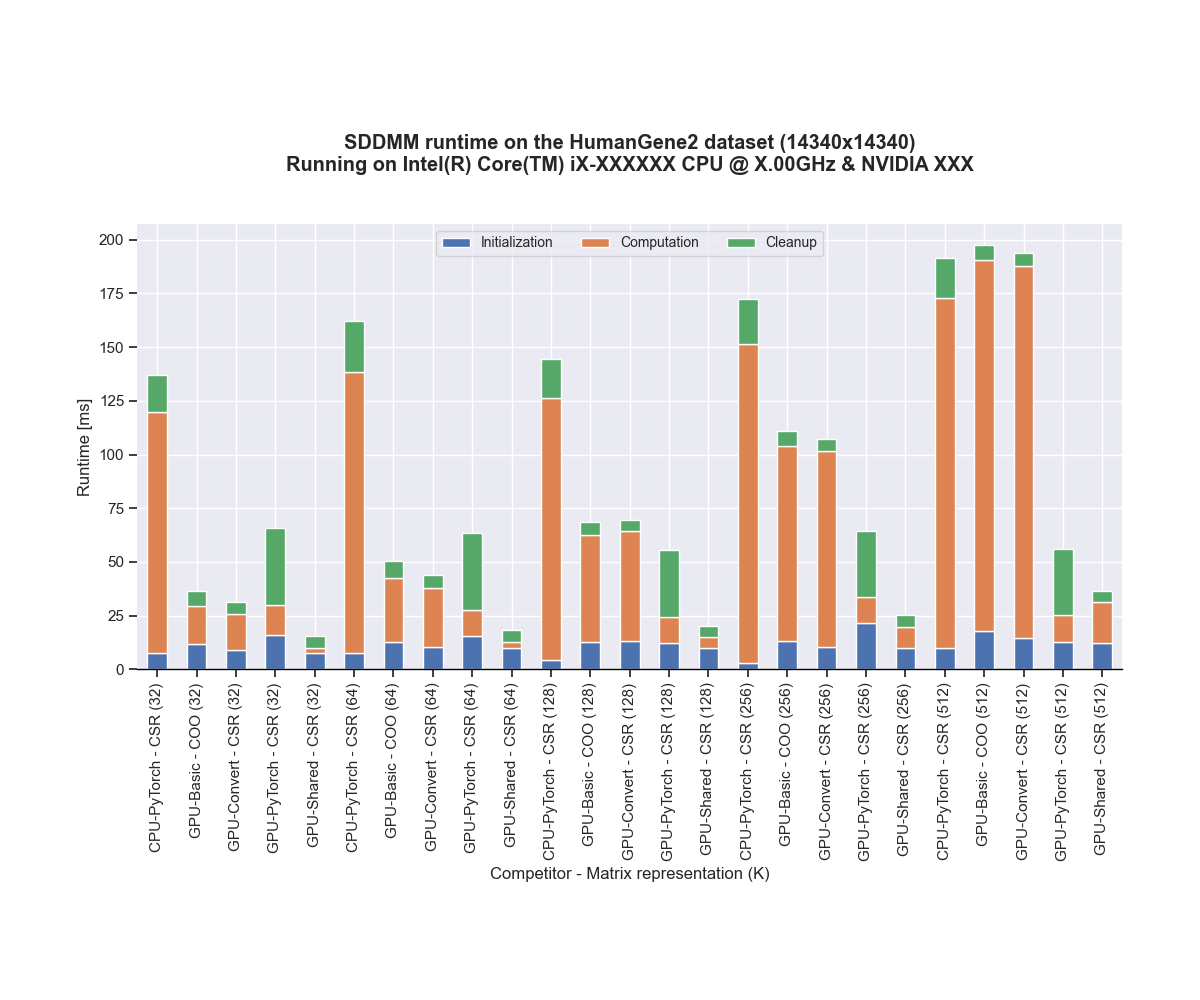 SDDMM runtime on the HumanGene2 dataset (14340x14340)
Running on Intel(R) Core(TM) iX-XXXXXX CPU @ X.00GHz & NVIDIA XXX
Initialization Computation Cleanup
Runtime [ms]
200
175
150
125
100
75
50
25
0
CPU-PyTorch - CSR (32)
GPU-Basic - COO (32)
GPU-Convert - CSR (32)
GPU-PyTorch - CSR (32)
GPU-Shared - CSR (32)
CPU-PyTorch - CSR (64)
GPU-Basic - COO (64)
GPU-Convert - CSR (64)
GPU-PyTorch - CSR (64)
GPU-Shared - CSR (64)
CPU-PyTorch - CSR (128)
GPU-Basic - COO (128)
GPU-Convert - CSR (128)
GPU-PyTorch - CSR (128)
GPU-Shared - CSR (128)
CPU-PyTorch - CSR (256)
GPU-Basic - COO (256)
GPU-Convert - CSR (256)
GPU-PyTorch - CSR (256)
GPU-Shared - CSR (256)
CPU-PyTorch - CSR (512)
GPU-Basic - COO (512)
GPU-Convert - CSR (512)
GPU-PyTorch - CSR (512)
GPU-Shared - CSR (512)
Competitor - Matrix representation (K)